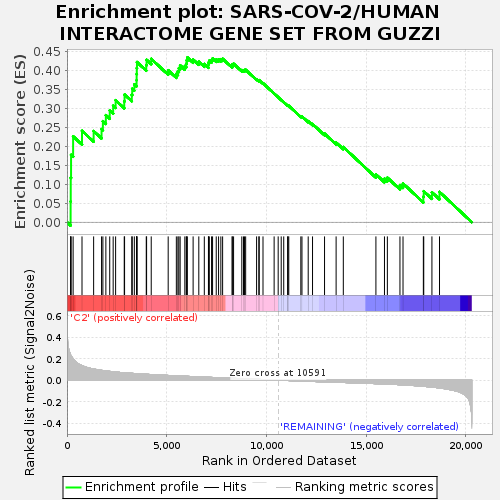 Enrichment plot: SARS-COV-2/HUMAN
INTERACTOME GENE SET FROM GUZZI
Enrichment score (ES)
0.45
0.40
0.35
0.30
0.25
0.20
0.15
0.10
0.05
0.00
'C2' (positively correlated)
Ranked list metric (Signal2Noise)
0.6
0.4
0.2
0.0
-0.2
-0.4
Zero cross at 10591
'REMAINING' (negatively correlated)
0
5,000
10,000
15,000
20,000
Rank in Ordered Dataset
Enrichment profile
Hits
Ranking metric scores